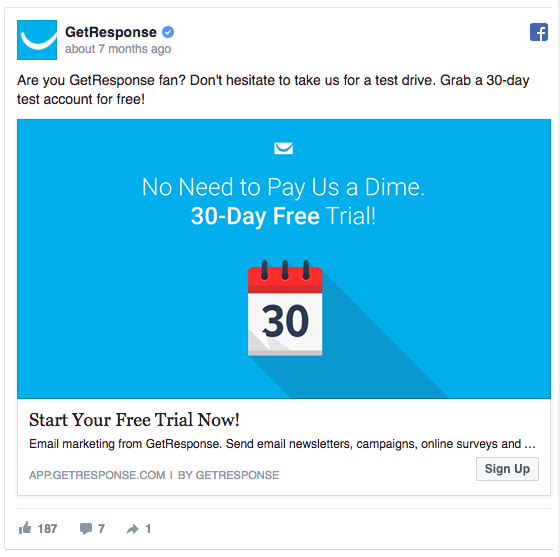 GetResponse
about 7 months ago
Are you GetResponse fan? Don't hesitate to take us for a test drive. Grab a 30-day
test account for free!
No Need to Pay Us a Dime.
30-Day Free Trial!
30
Start Your Free Trial Now!
Email marketing from GetResponse. Send email newsletters, campaigns, online surveys and ...
APP.GETRESPONSE.COM | BY GETRESPONSE
Sign Up
187 7 1